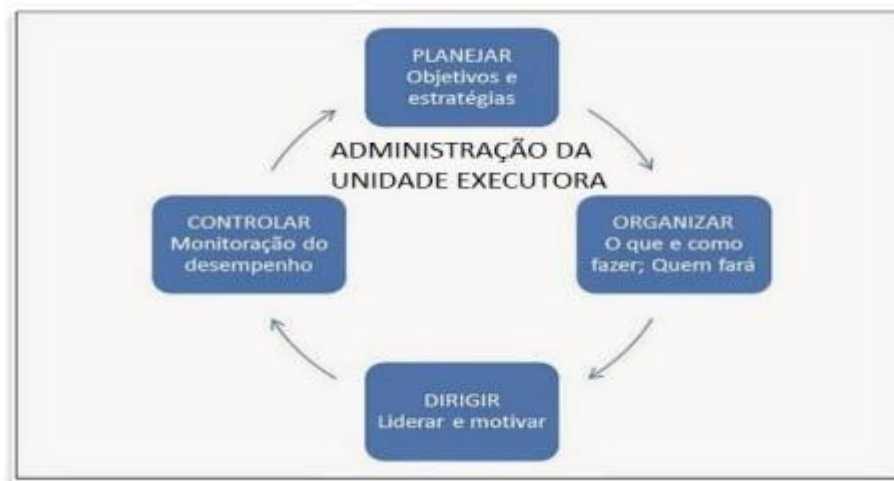 PLANEJAR
Objetivos e
estratégias
ADMINISTRAÇÃO DA
UNIDADE EXECUTORA
CONTROLAR
Monitoração do
desempenho
ORGANIZAR
O que e como
fazer; Quem fará
DIRIGIR
Liderar e motivar